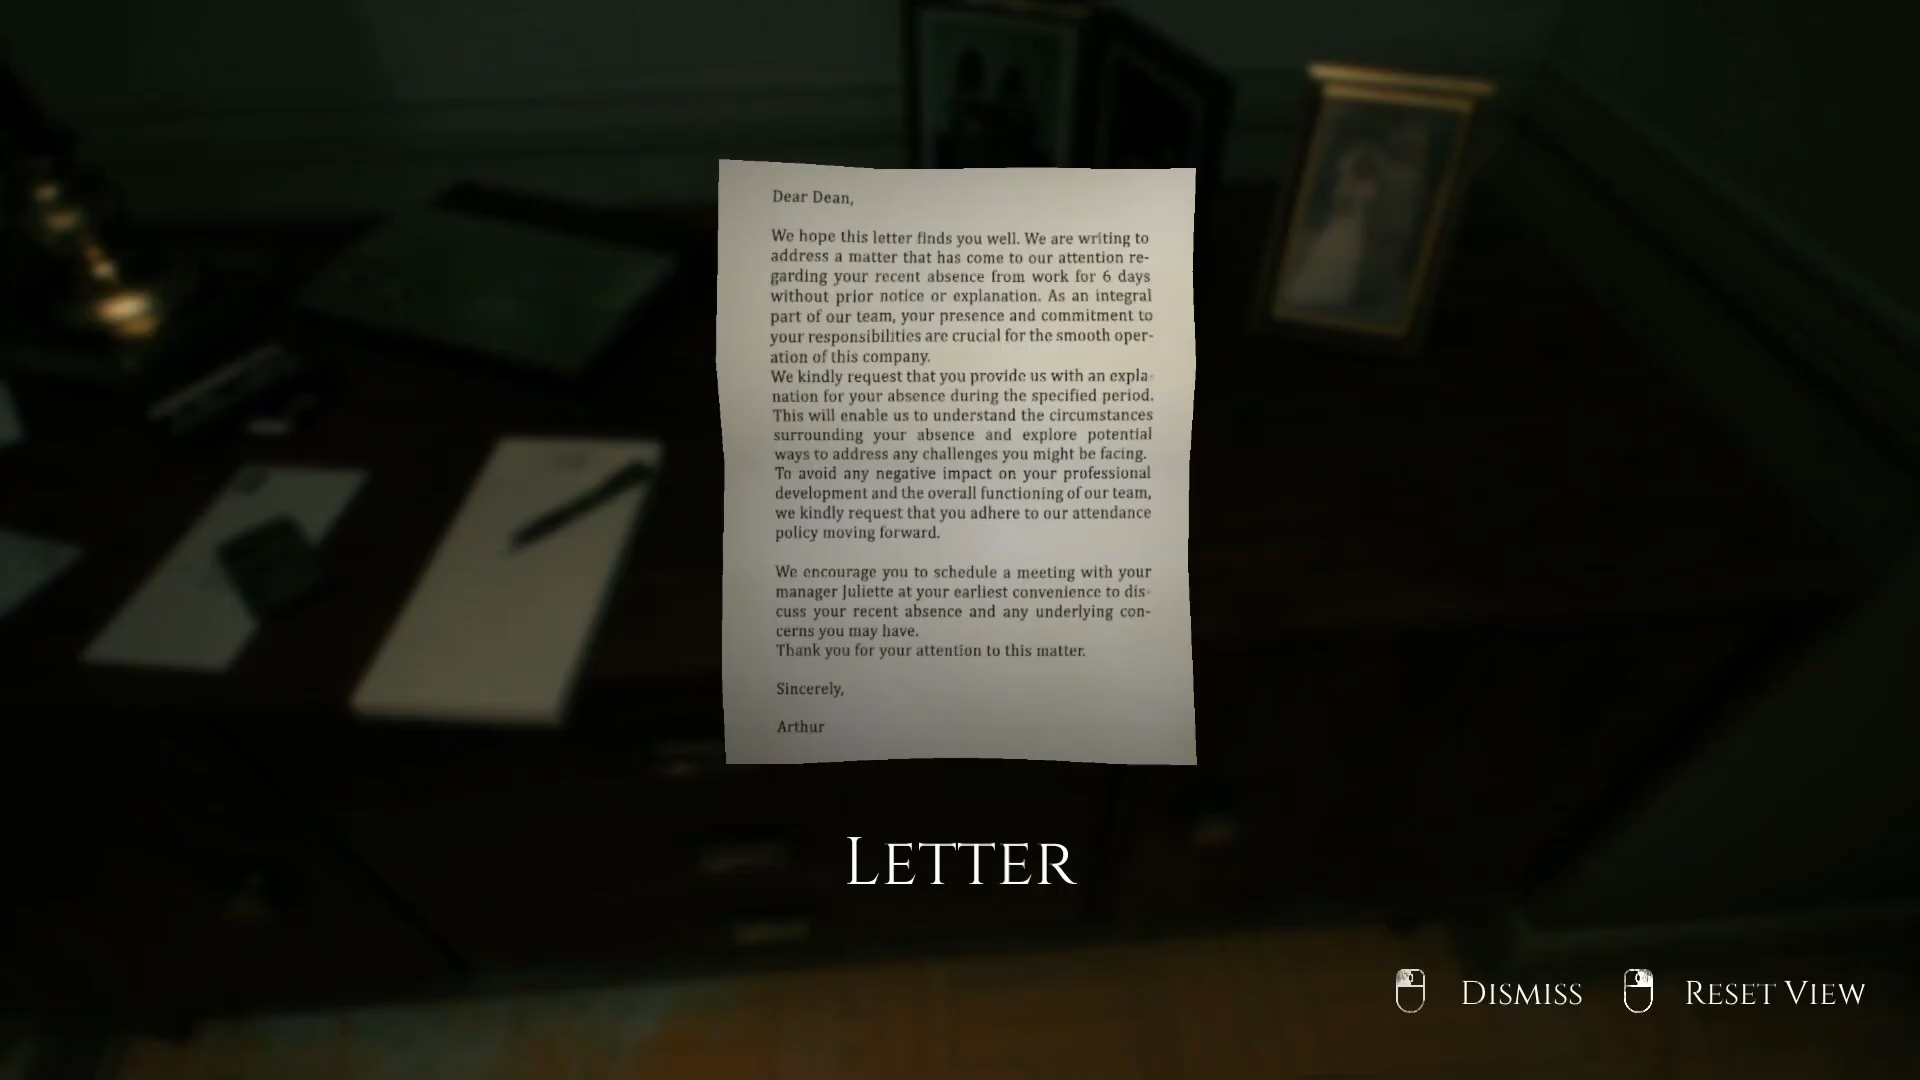 Dear Dean,
We hope this letter finds you well. We are writing to
address a matter that has come to our attention re-
garding your recent absence from work for 6 days
without prior notice or explanation. As an integral
part of our team, your presence and commitment to
your responsibilities are crucial for the smooth oper-
ation of this company.
We kindly request that you provide us with an expla-
nation for your absence during the specified period.
This will enable us to understand the circumstances
surrounding your absence and explore potential
ways to address any challenges you might be facing.
To avoid any negative impact on your professional
development and the overall functioning of our team,
we kindly request that you adhere to our attendance
policy moving forward.
We encourage you to schedule a meeting with your
manager Juliette at your earliest convenience to dis-
cuss your recent absence and any underlying con-
cerns you may have.
Thank you for your attention to this matter.
Sincerely,
Arthur
LETTER
DISMISS RESET VIEW